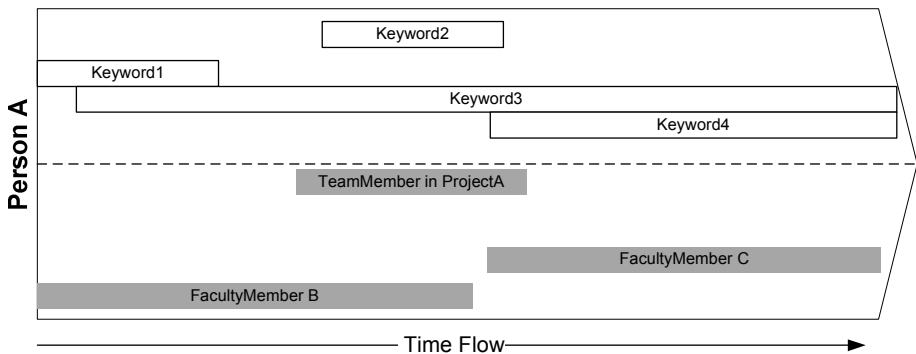 Keyword2
Keyword1
Keyword3
Keyword4
Person A
TeamMember in ProjectA
FacultyMember C
FacultyMember B
Time Flow